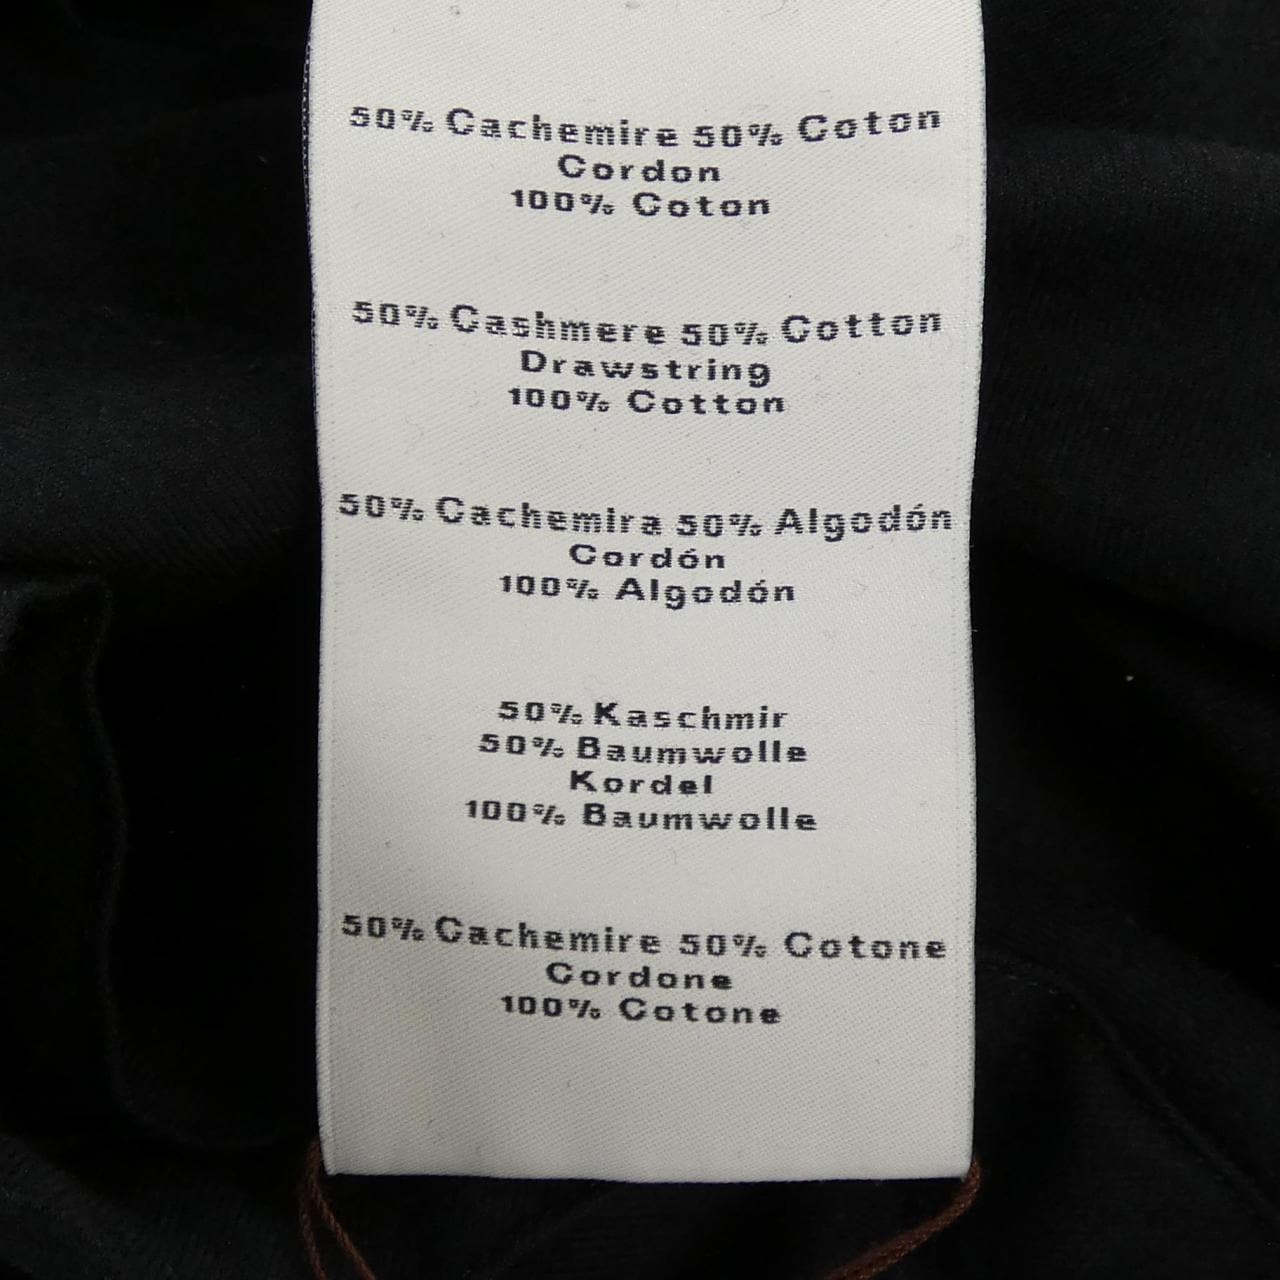 50% Cachemire 50% Coton
Cordon
100% Coton
50% Cashmere 50% Cotton
Drawstring
100% Cotton
50% Cachemira 50% Algodón
Cordón
100% Algodón
50% Kaschmir
50% Baumwolle
Kordel
100% Baumwolle
50% Cachemire 50% Cotone
Cordone
100% Cotone